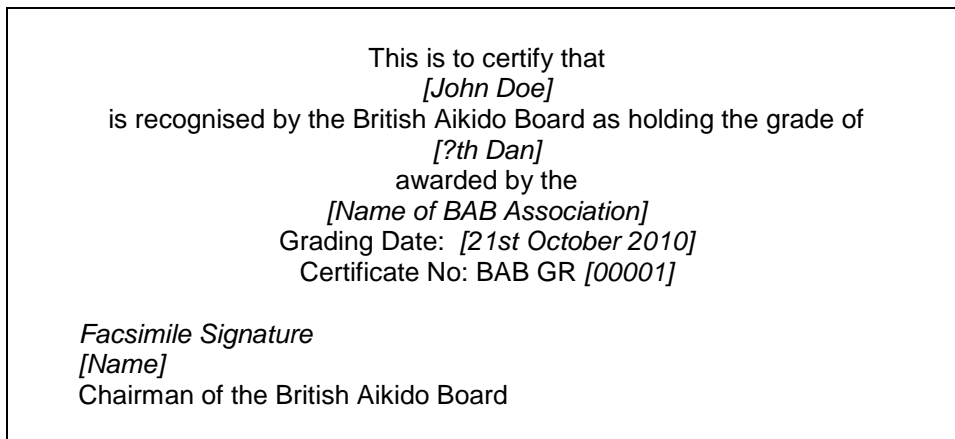 This is to certify that
[John Doe]
is recognised by the British Aikido Board as holding the grade of
[?th Dan]
awarded by the
[Name of BAB Association]
Grading Date:  [21st October 2010]
Certificate No: BAB GR [00001]
Facsimile Signature
[Name]
Chairman of the British Aikido Board